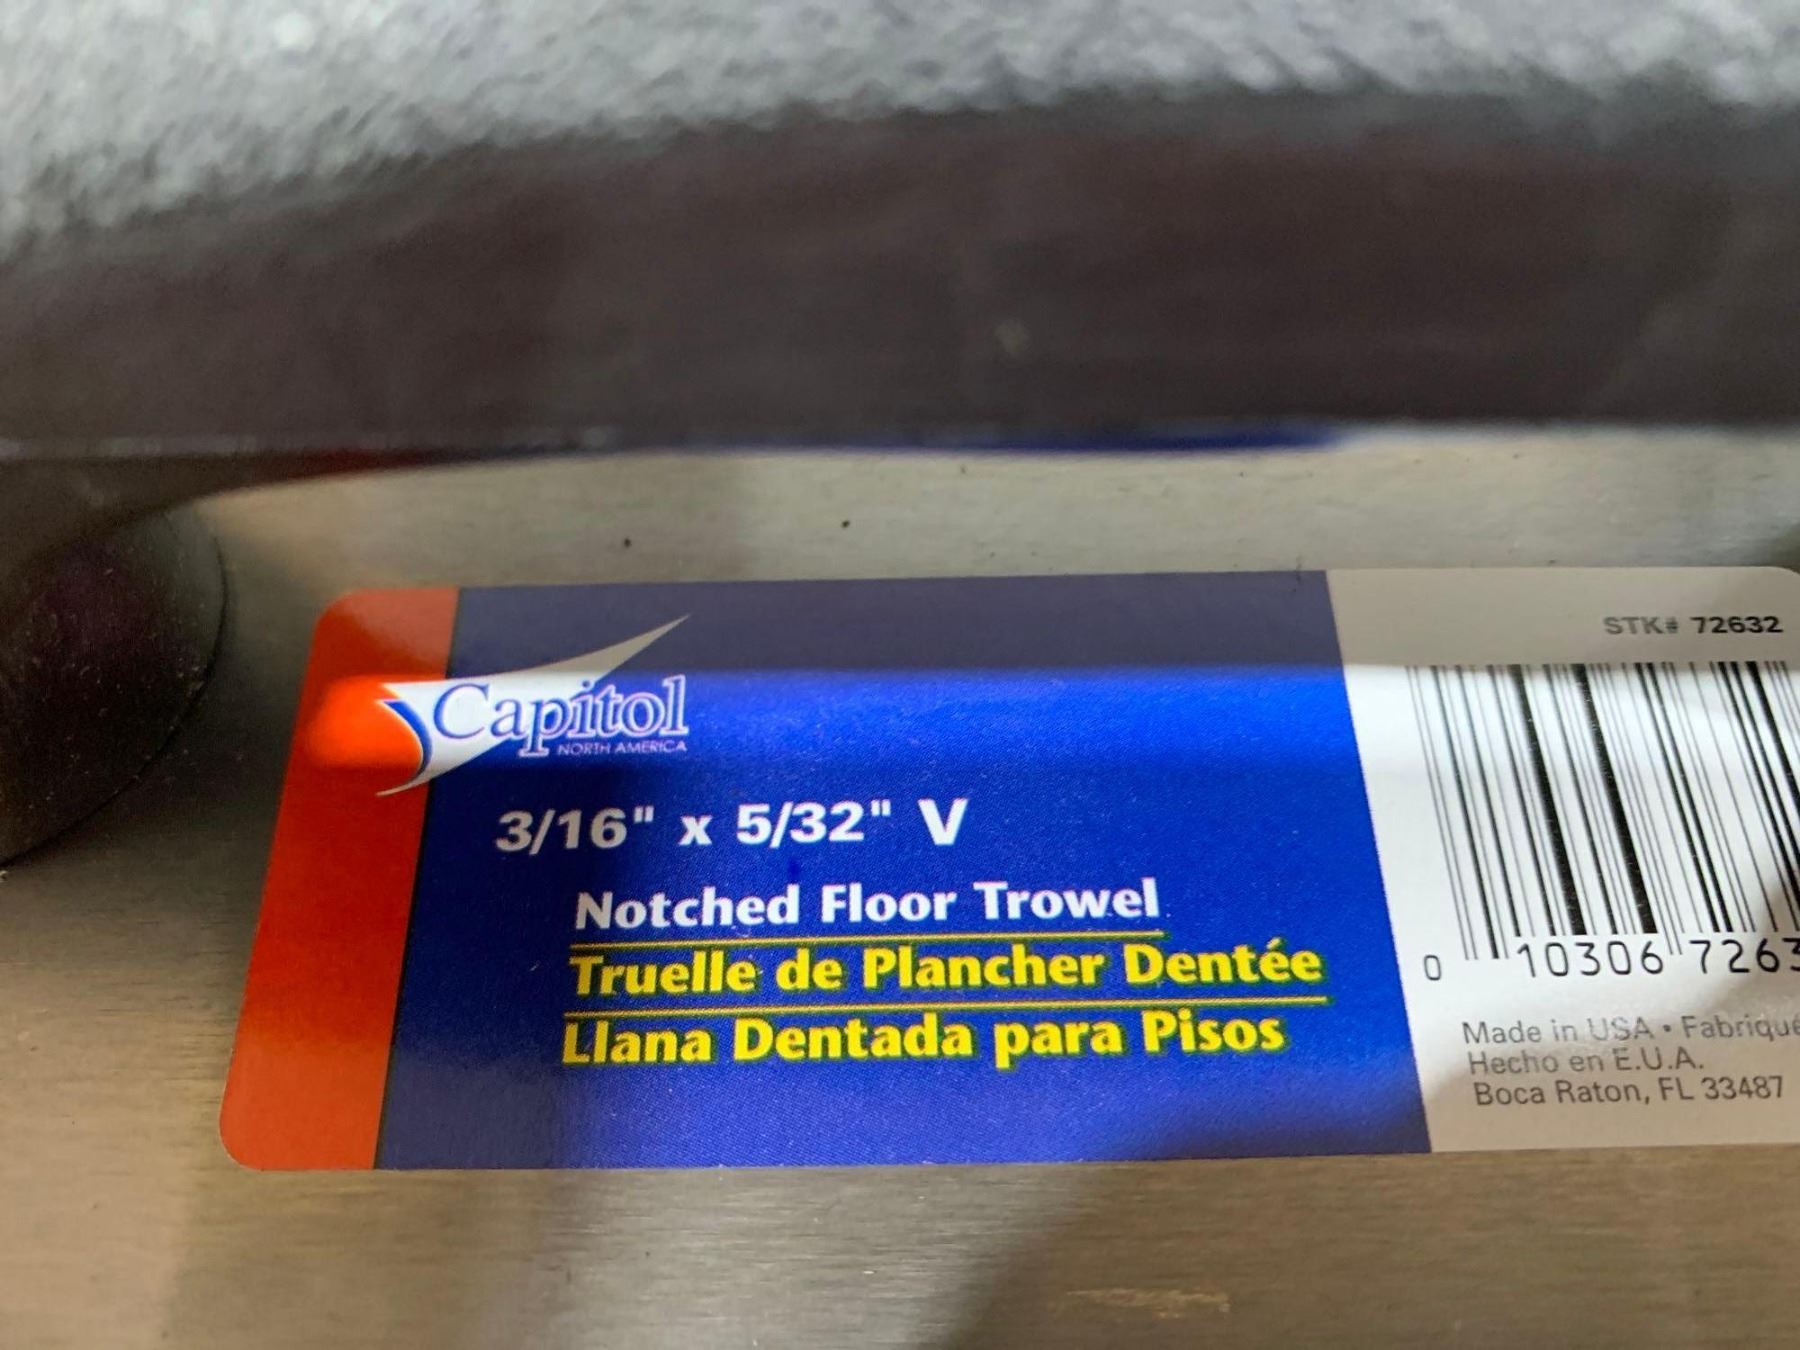 Capitol
NORTH AMERICA
3/16" x 5/32" V
Notched Floor Trowel
Truelle de Plancher Dentée
Llana Dentada para Pisos
STK# 72632
0 10306 7263
Made in USA • Fabriqué
Hecho en E.U.A.
Boca Raton, FL 33487